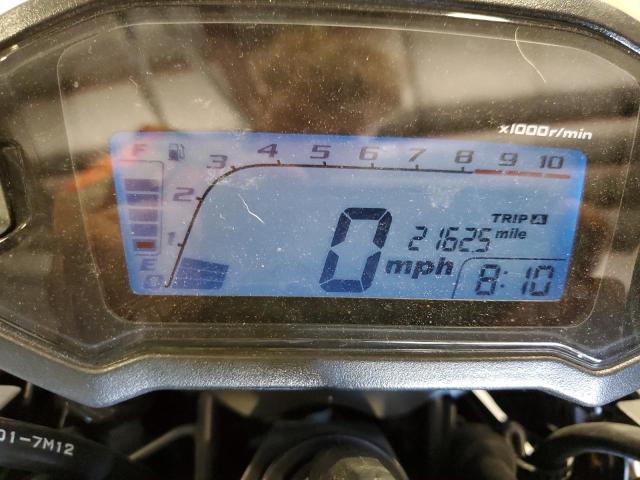 x1000r/min
F
3 4 5 6 7 8 9 10
2
TRIP A
21625 mile
1
E
0 mph
0
8:10
01-7M12